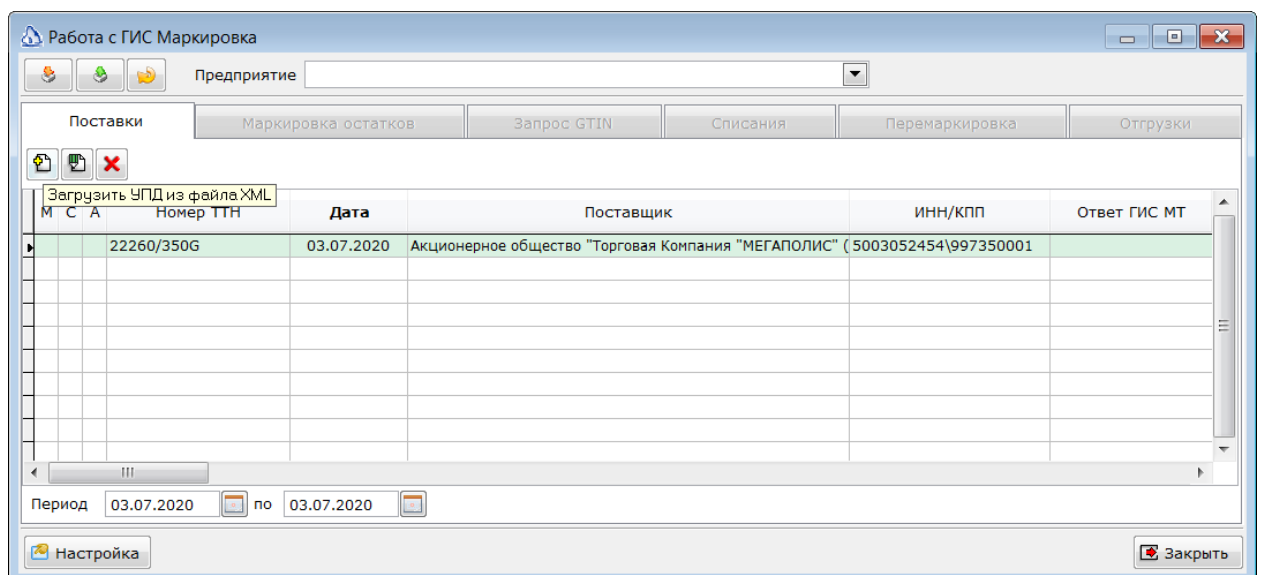 Работа с ГИС Маркировка
Предприятие
Поставки Маркировка остатков Запрос GTIN Списания Перемаркировка Отгрузки
Загрузить УПД из файла XML
М С А Номер ТТН Дата Поставщик ИНН/КПП Ответ ГИС МТ
22260/350G 03.07.2020 Акционерное общество "Торговая Компания "МЕГАПОЛИС" ( 5003052454\997350001
Период 03.07.2020 по 03.07.2020
Настройка Закрыть